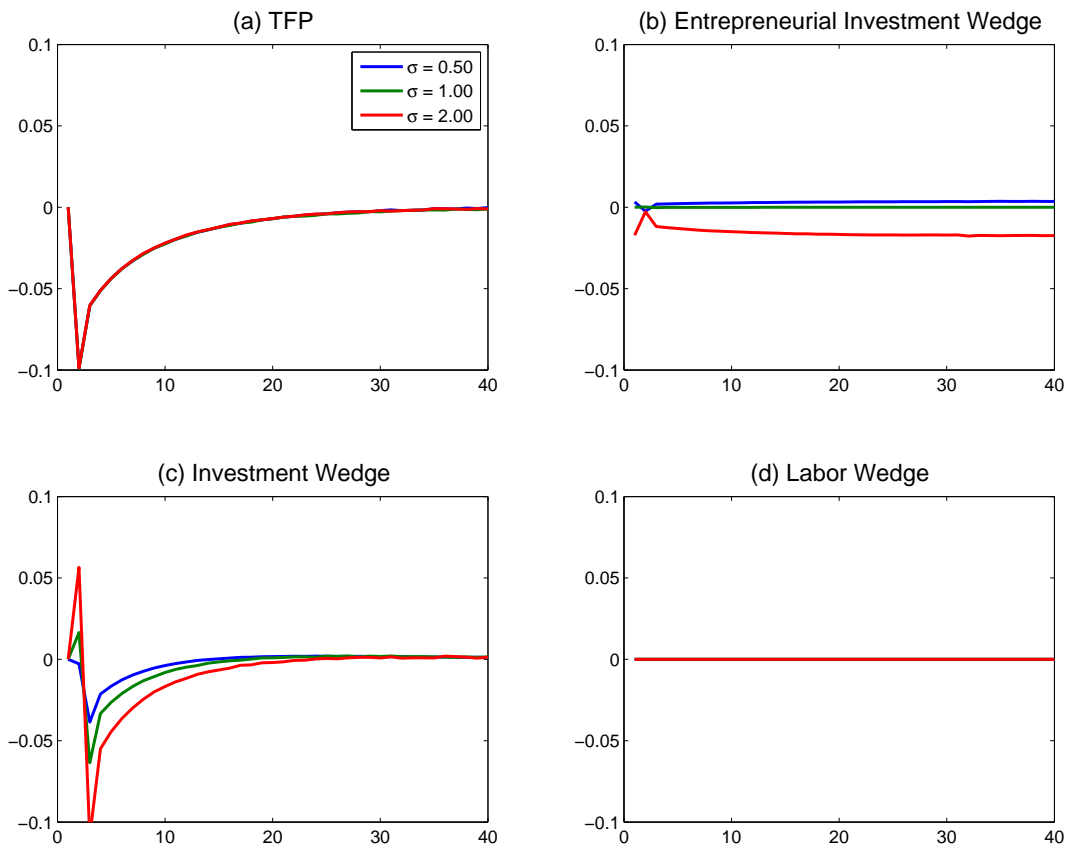 (a) TFP
0.1
0.05
0
−0.05
−0.1
0 10 20 30 40
σ = 0.50
σ = 1.00
σ = 2.00
(b) Entrepreneurial Investment Wedge
0.1
0.05
0
−0.05
−0.1
0 10 20 30 40
(c) Investment Wedge
0.1
0.05
0
−0.05
−0.1
0 10 20 30 40
(d) Labor Wedge
0.1
0.05
0
−0.05
−0.1
0 10 20 30 40